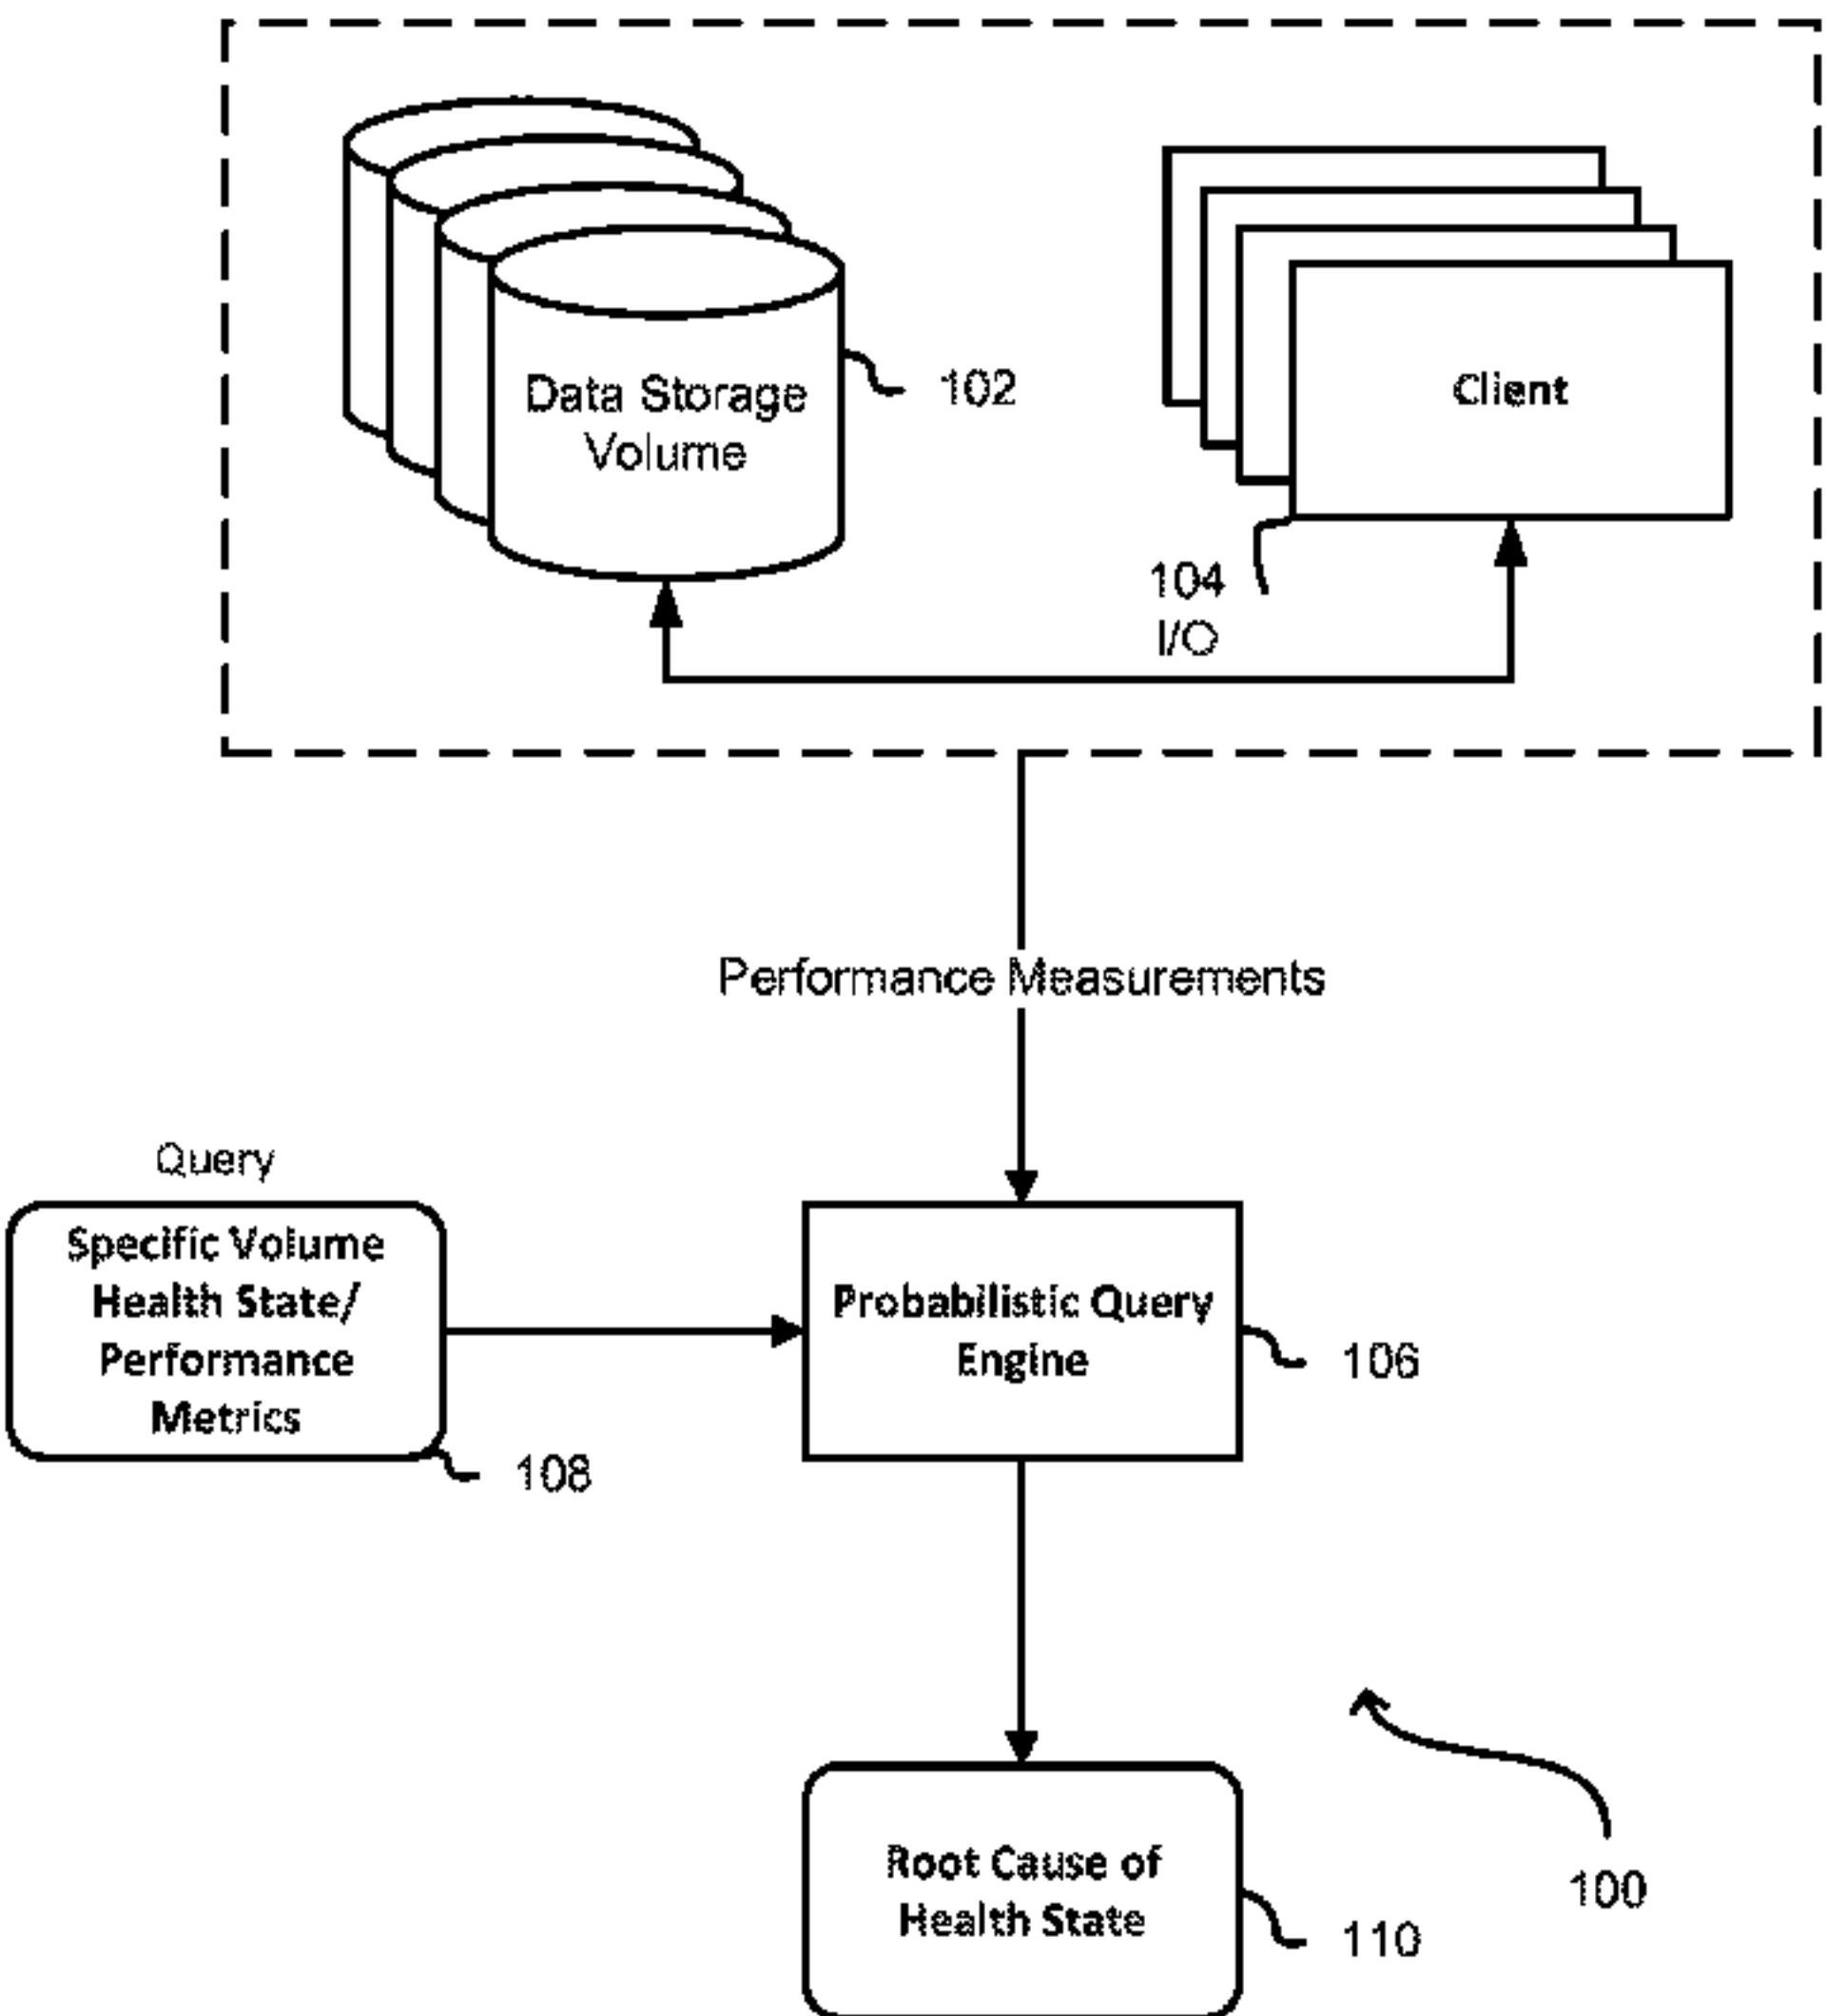 Data Storage
Volume
102
Client
104
I/O
Performance Measurements
Query
Specific Volume
Health State/
Performance
Metrics
108
Probabilistic Query
Engine
106
Root Cause of
Health State
110
100